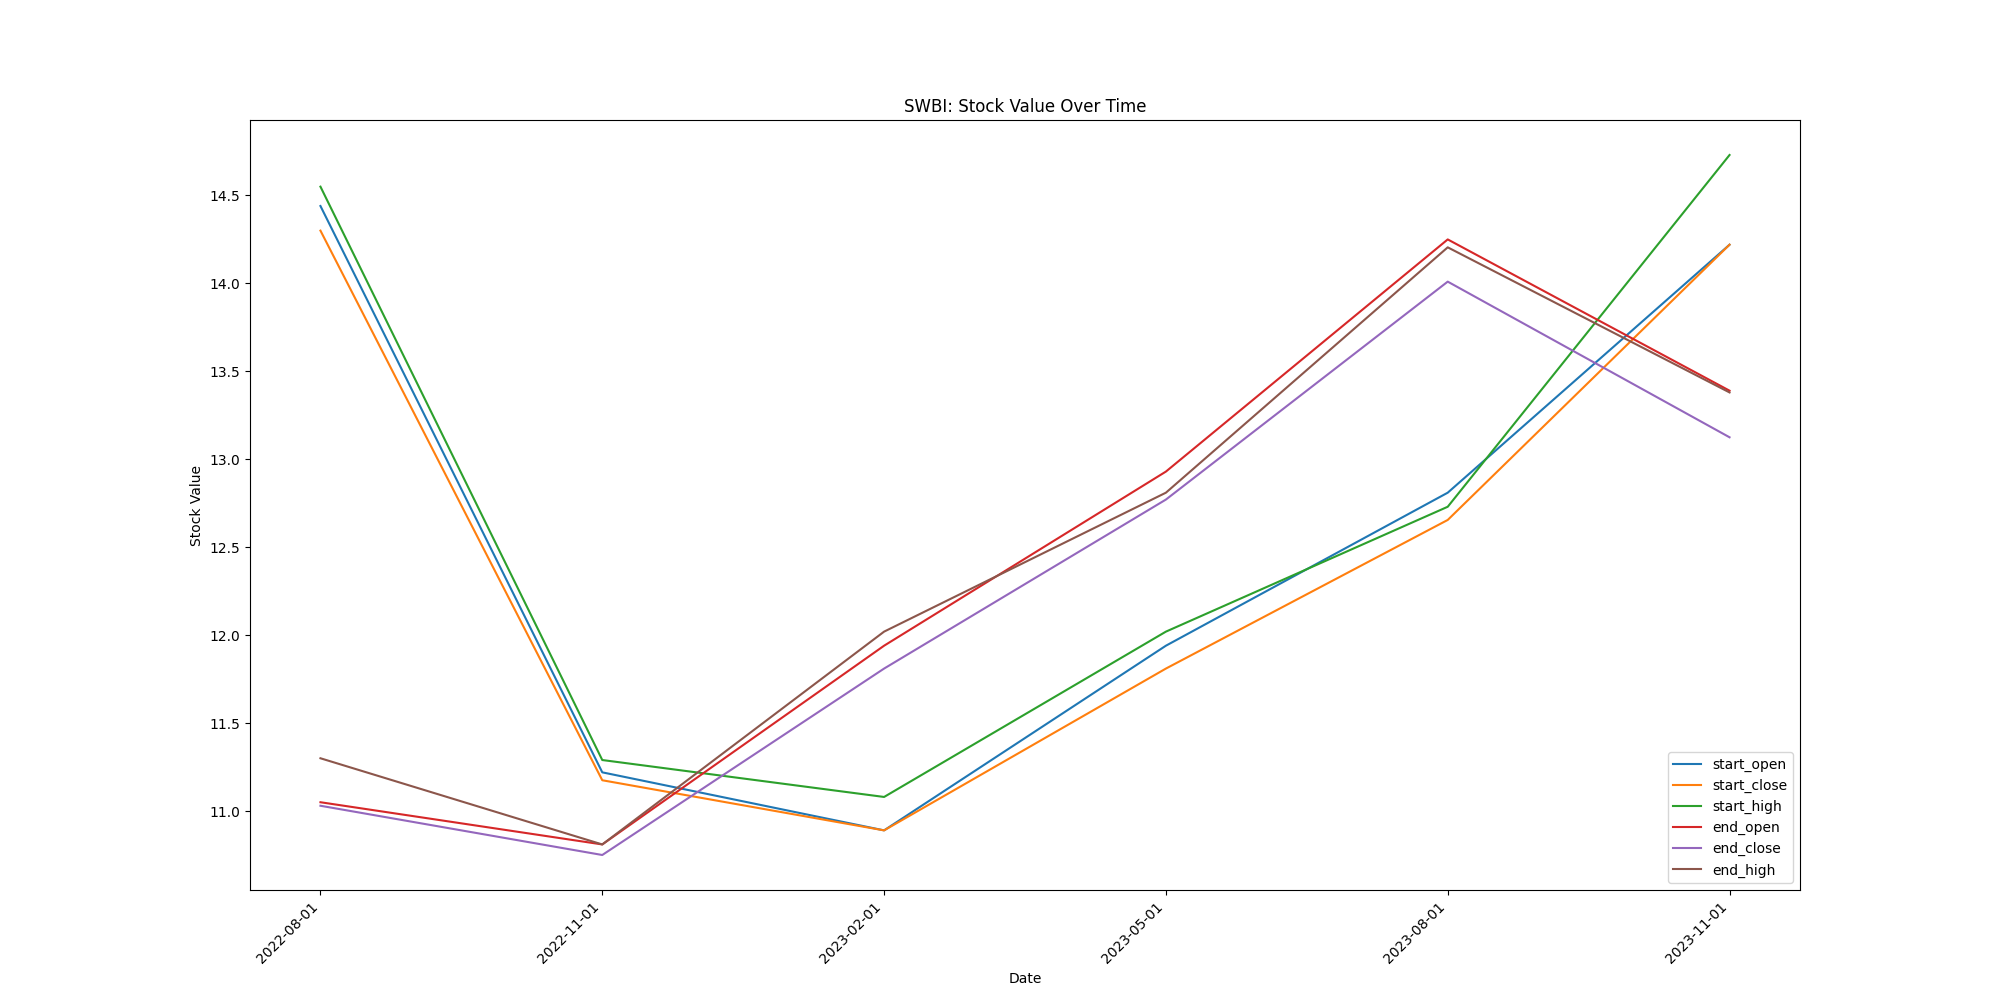 SWBI: Stock Value Over Time
Stock Value
14.5
14.0
13.5
13.0
12.5
12.0
11.5
11.0
start_open
start_close
start_high
end_open
end_close
end_high
2022-08-01
2022-11-01
2023-02-01
2023-05-01
2023-08-01
2023-11-01
Date